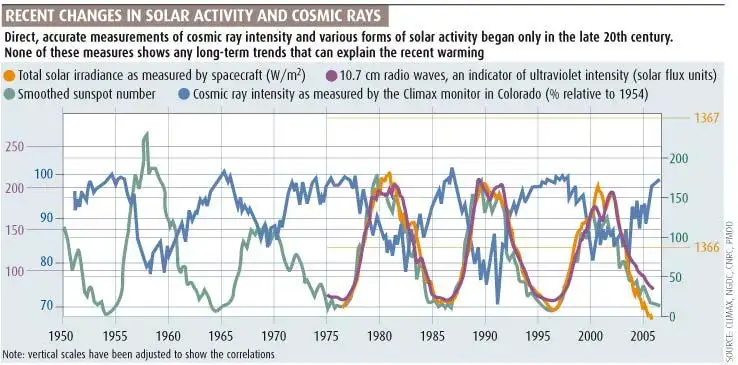 RECENT CHANGES IN SOLAR ACTIVITY AND COSMIC RAYS
Direct, accurate measurements of cosmic ray intensity and various forms of solar activity began only in the late 20th century.
None of these measures shows any long-term trends that can explain the recent warming
Total solar irradiance as measured by spacecraft (W/m²) 10.7 cm radio waves, an indicator of ultraviolet intensity (solar flux units)
Smoothed sunspot number Cosmic ray intensity as measured by the Climax monitor in Colorado (% relative to 1954)
1367
250
100 200
200 150
90
150 100
1366
80
100 50
70 0
1950 1955 1960 1965 1970 1975 1980 1985 1990 1995 2000 2005
Note: vertical scales have been adjusted to show the correlations
SOURCE: CLIMAX, NGDC, GNRC, PMOD